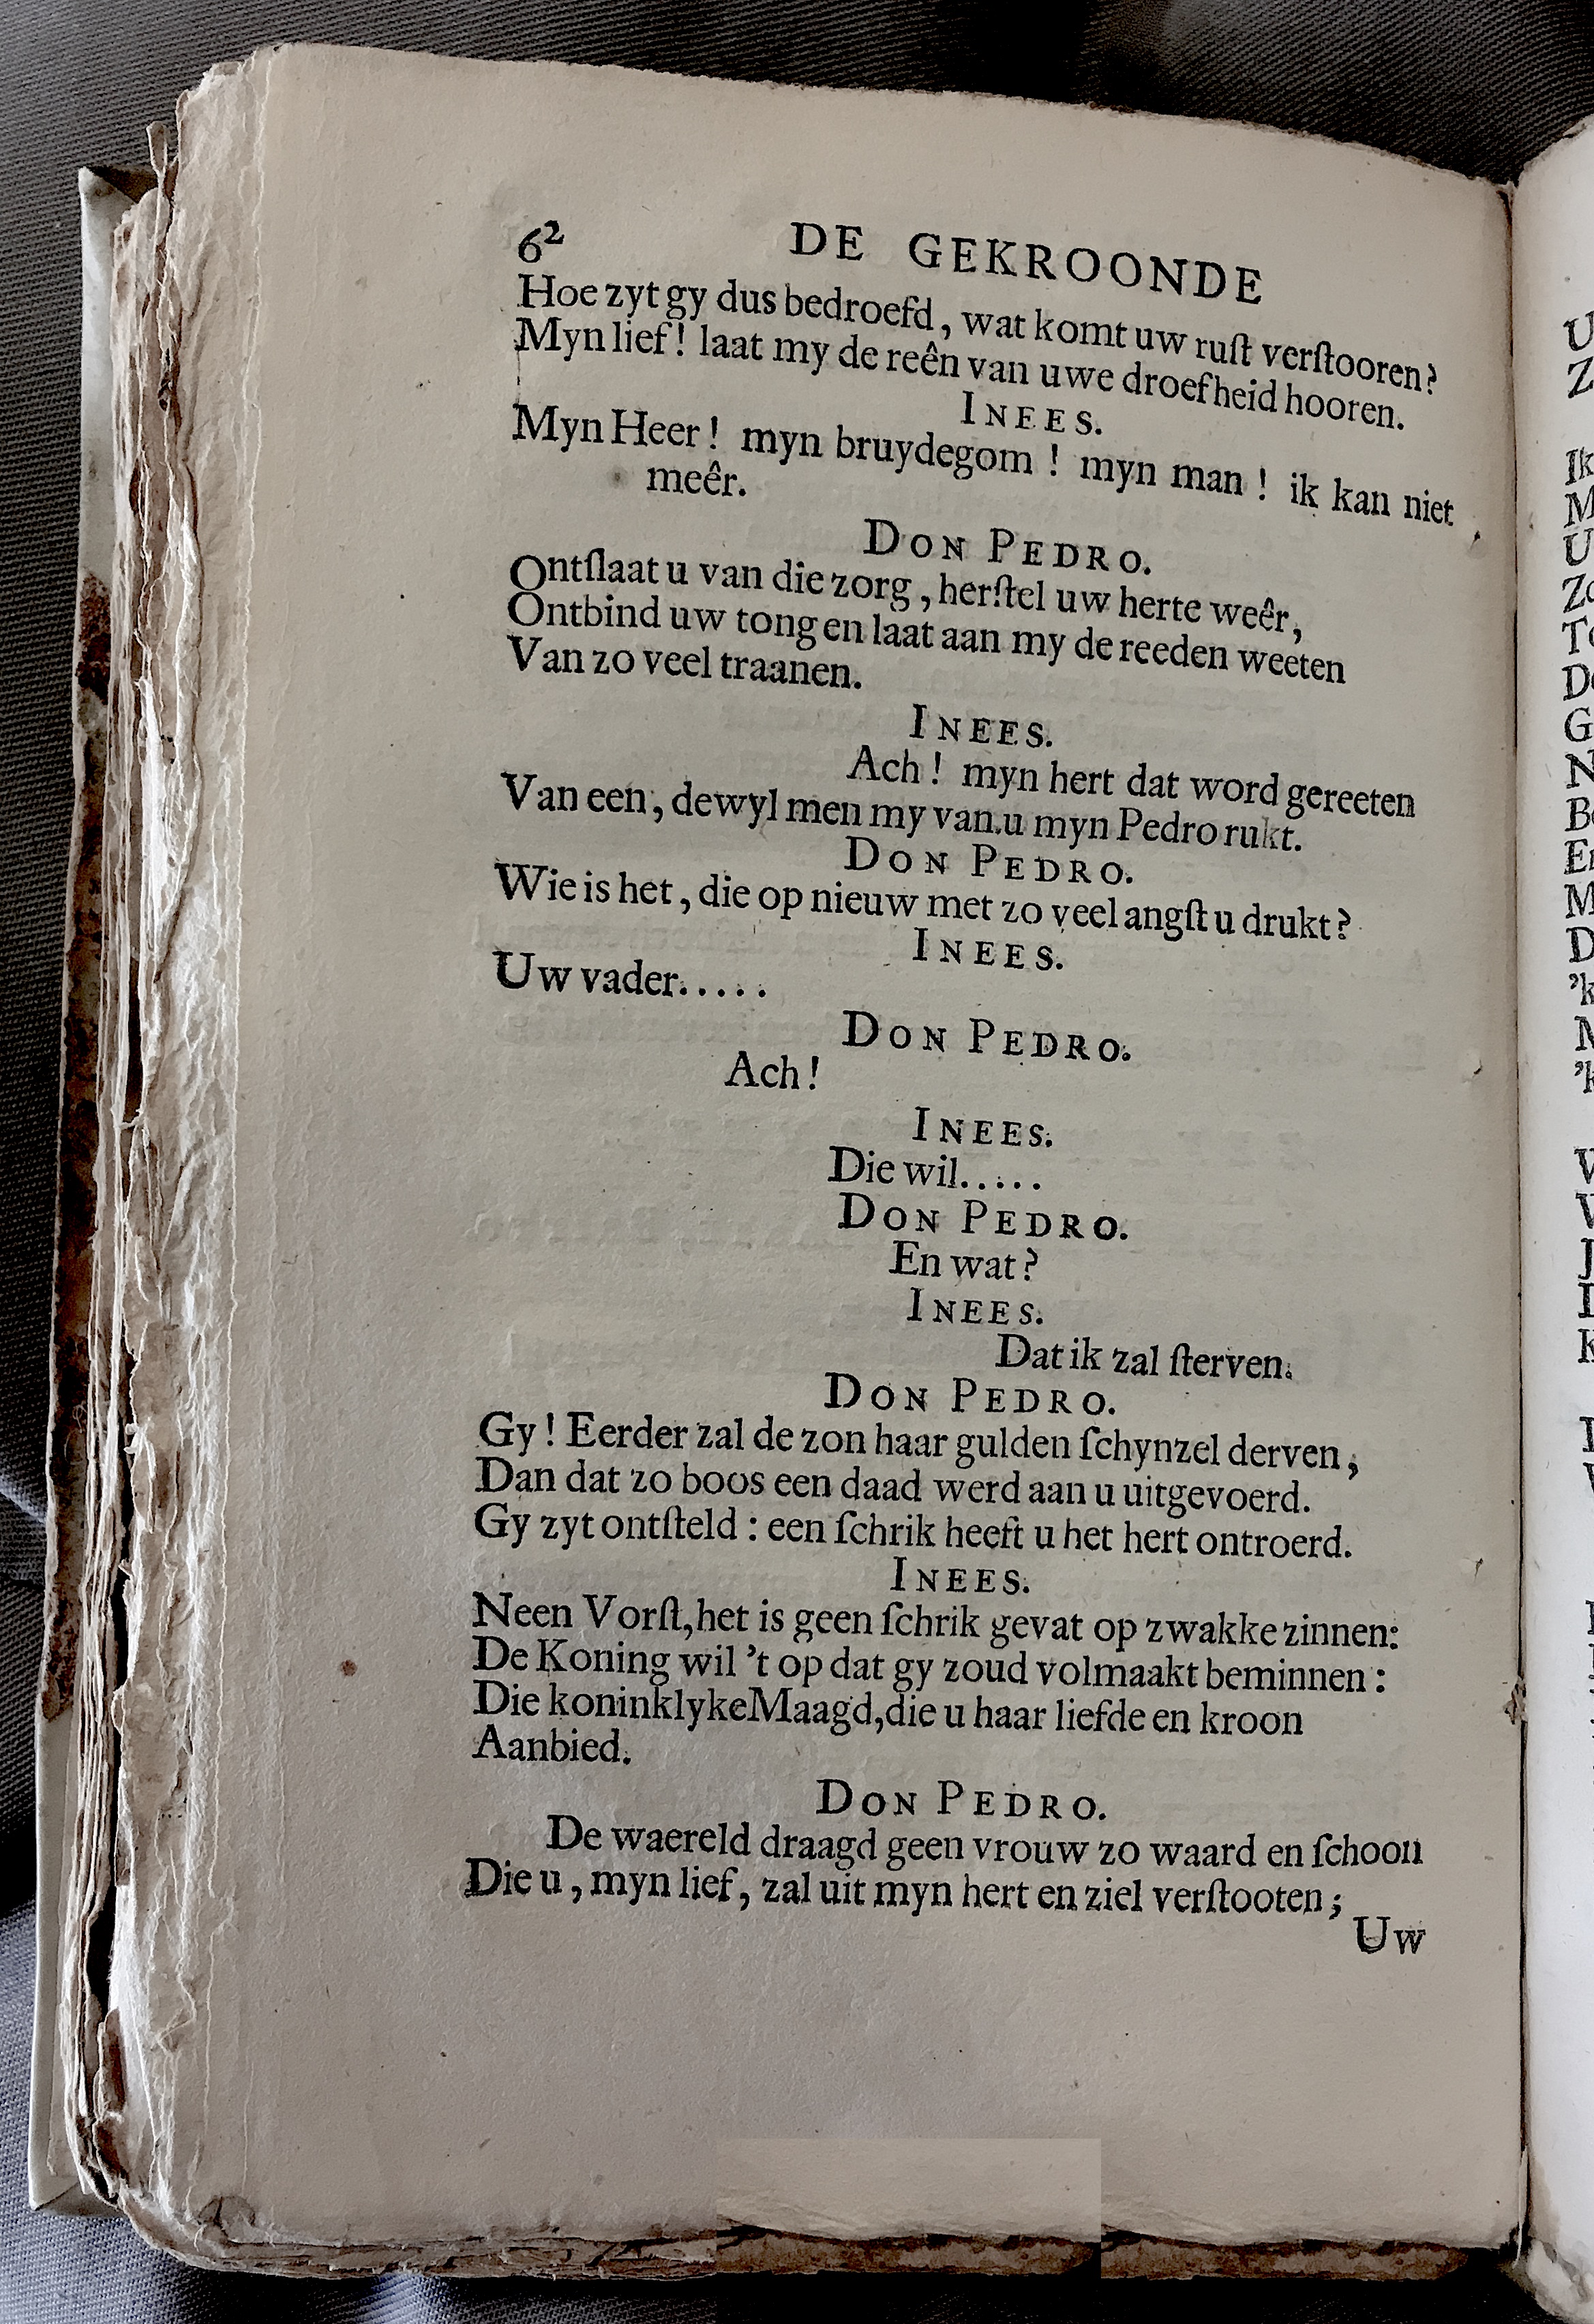 62 DE GEKROONDE
Hoe zyt gy dus bedroefd, wat komt uw ruſt verſtooren?
Myn lief! laat my de reên van uwe droefheid hooren.
INEES.
Myn Heer! myn bruydegom! myn man! ik kan niet
meêr.
DON PEDRO.
Ontſlaat u van die zorg, herſtel uw herte weêr,
Ontbind uw tong en laat aan my de reeden weeten
Van zo veel traanen.
INEES.
Ach! myn hert dat word gereeten
Van een, dewyl men my van u myn Pedro rukt.
DON PEDRO.
Wie is het, die op nieuw met zo veel angſt u drukt?
INEES.
Uw vader.....
DON PEDRO.
Ach!
INEES.
Die wil.....
DON PEDRO.
En wat?
INEES.
Dat ik zal ſterven.
DON PEDRO.
Gy! Eerder zal de zon haar gulden ſchynzel derven,
Dan dat zo boos een daad werd aan u uitgevoerd.
Gy zyt ontſteld: een ſchrik heeft u het hert ontroerd.
INEES.
Neen Vorſt, het is geen ſchrik gevat op zwakke zinnen:
De Koning wil 't op dat gy zoud volmaakt beminnen:
Die koninklyke Maagd, die u haar liefde en kroon
Aanbied.
DON PEDRO.
De waereld draagd geen vrouw zo waard en ſchoon
Die u, myn lief, zal uit myn hert en ziel verſtooten;
Uw